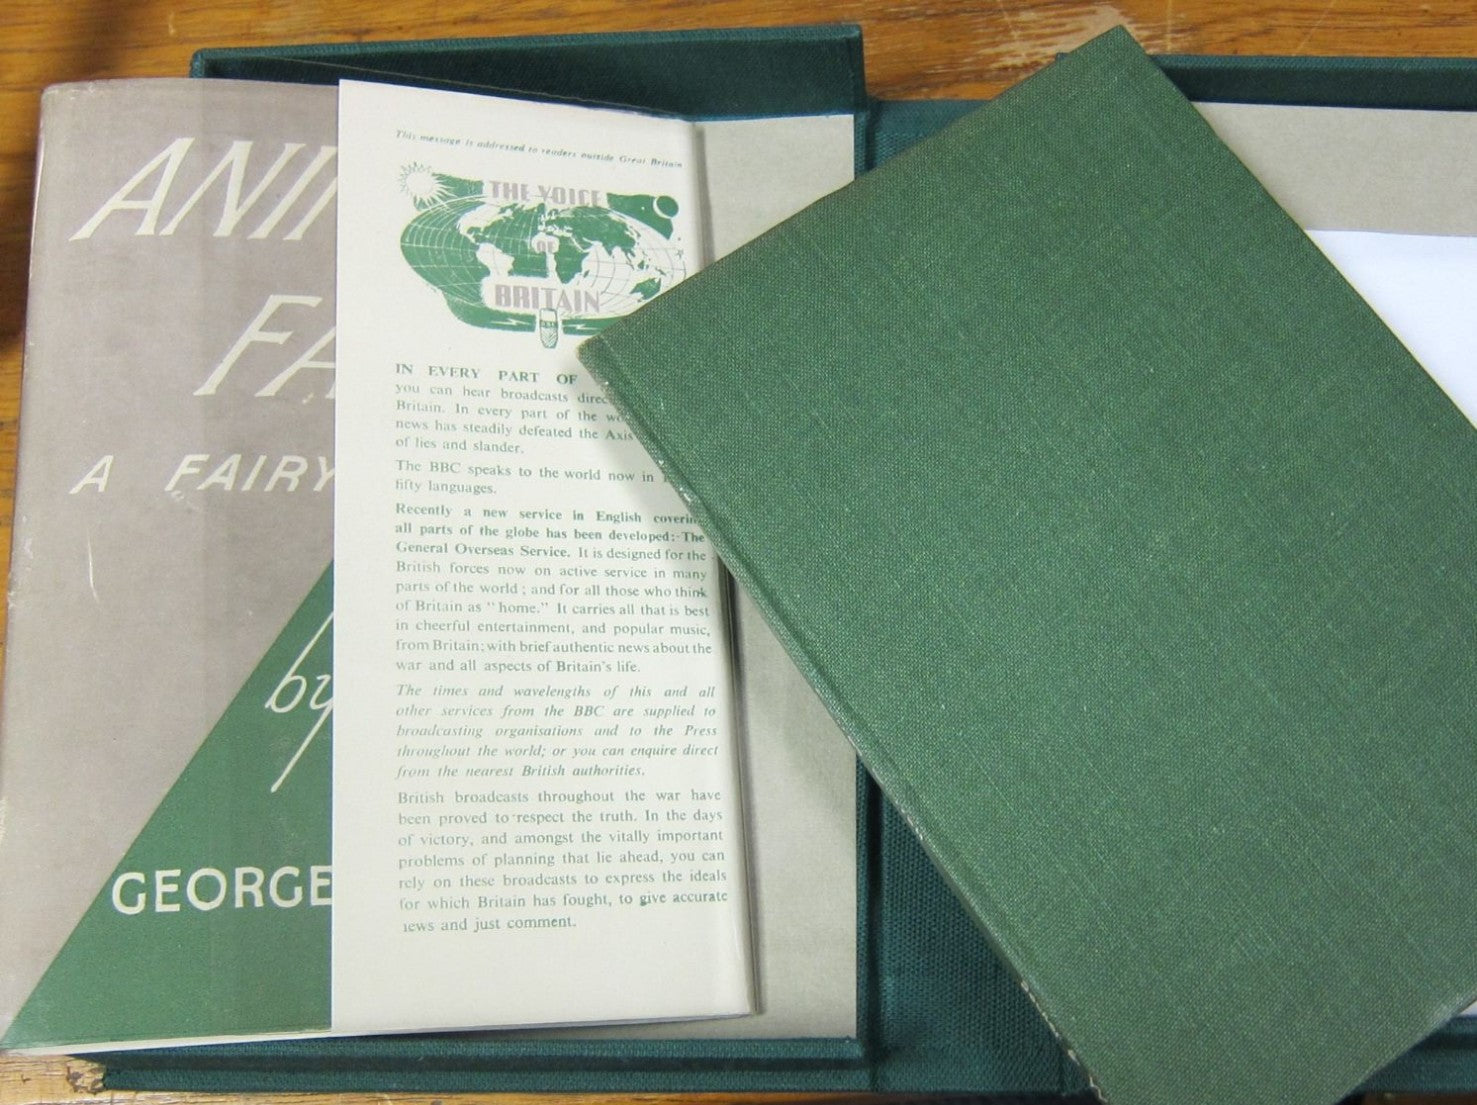 ANI
FA
A FAIRY
by
GEORGE
This message is addressed to readers outside Great Britain
THE VOICE
OF
BRITAIN
IN EVERY PART OF
you can hear broadcasts direc
Britain. In every part of the
news has steadily defeated the Axis
of lies and slander.
The BBC speaks to the world now in
fifty languages.
Recently a new service in English coverin
all parts of the globe has been developed:-The
General Overseas Service. It is designed for the
British forces now on active service in many
parts of the world ; and for all those who think
of Britain as "home." It carries all that is best
in cheerful entertainment, and popular music,
from Britain; with brief authentic news about the
war and all aspects of Britain's life.
The times and wavelengths of this and all
other services from the BBC are supplied to
broadcasting organisations and to the Press
throughout the world; or you can enquire direct
from the nearest British authorities.
British broadcasts throughout the war have
been proved to respect the truth. In the days
of victory, and amongst the vitally important
problems of planning that lie ahead, you can
rely on these broadcasts to express the ideals
for which Britain has fought, to give accurate
news and just comment.